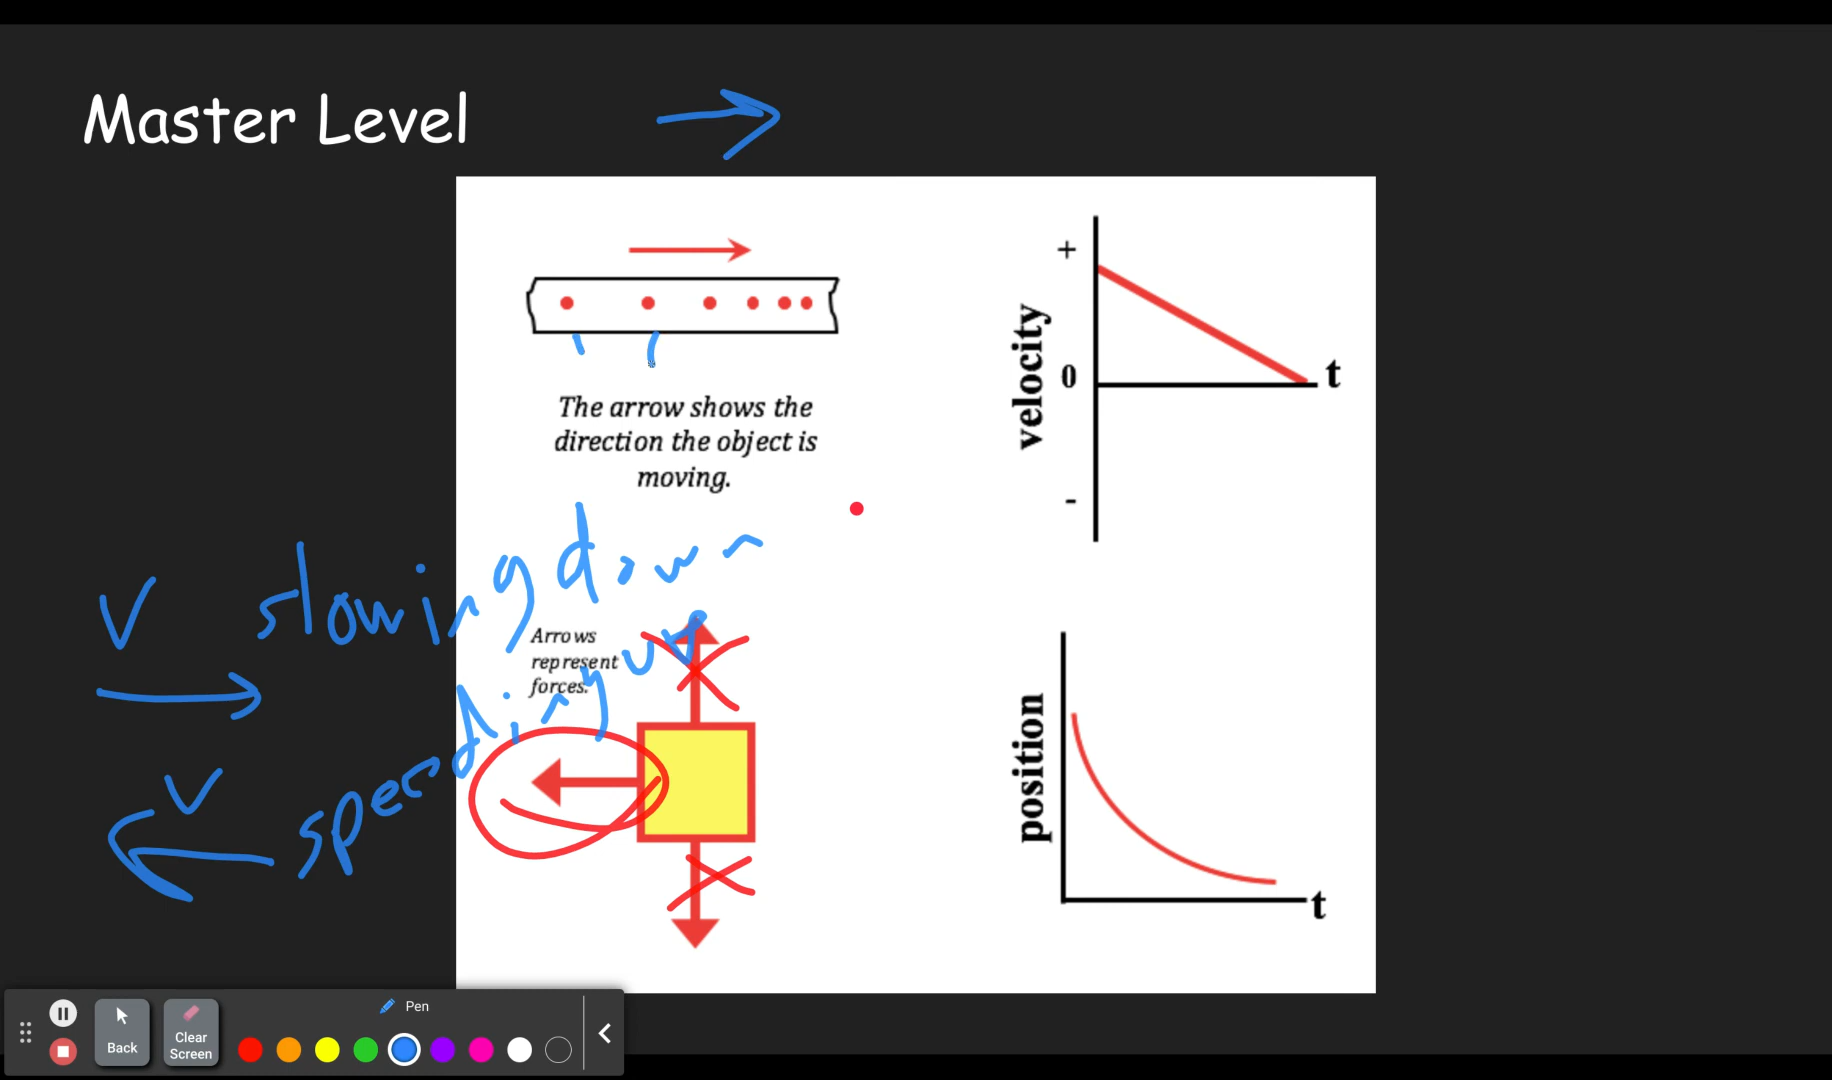 Master Level
The arrow shows the
direction the object is
moving.
+
velocity
0
t
-
v slowing down
Arrows
represent
forces.
v speeding up
position
t
Pen
Back
Clear
Screen